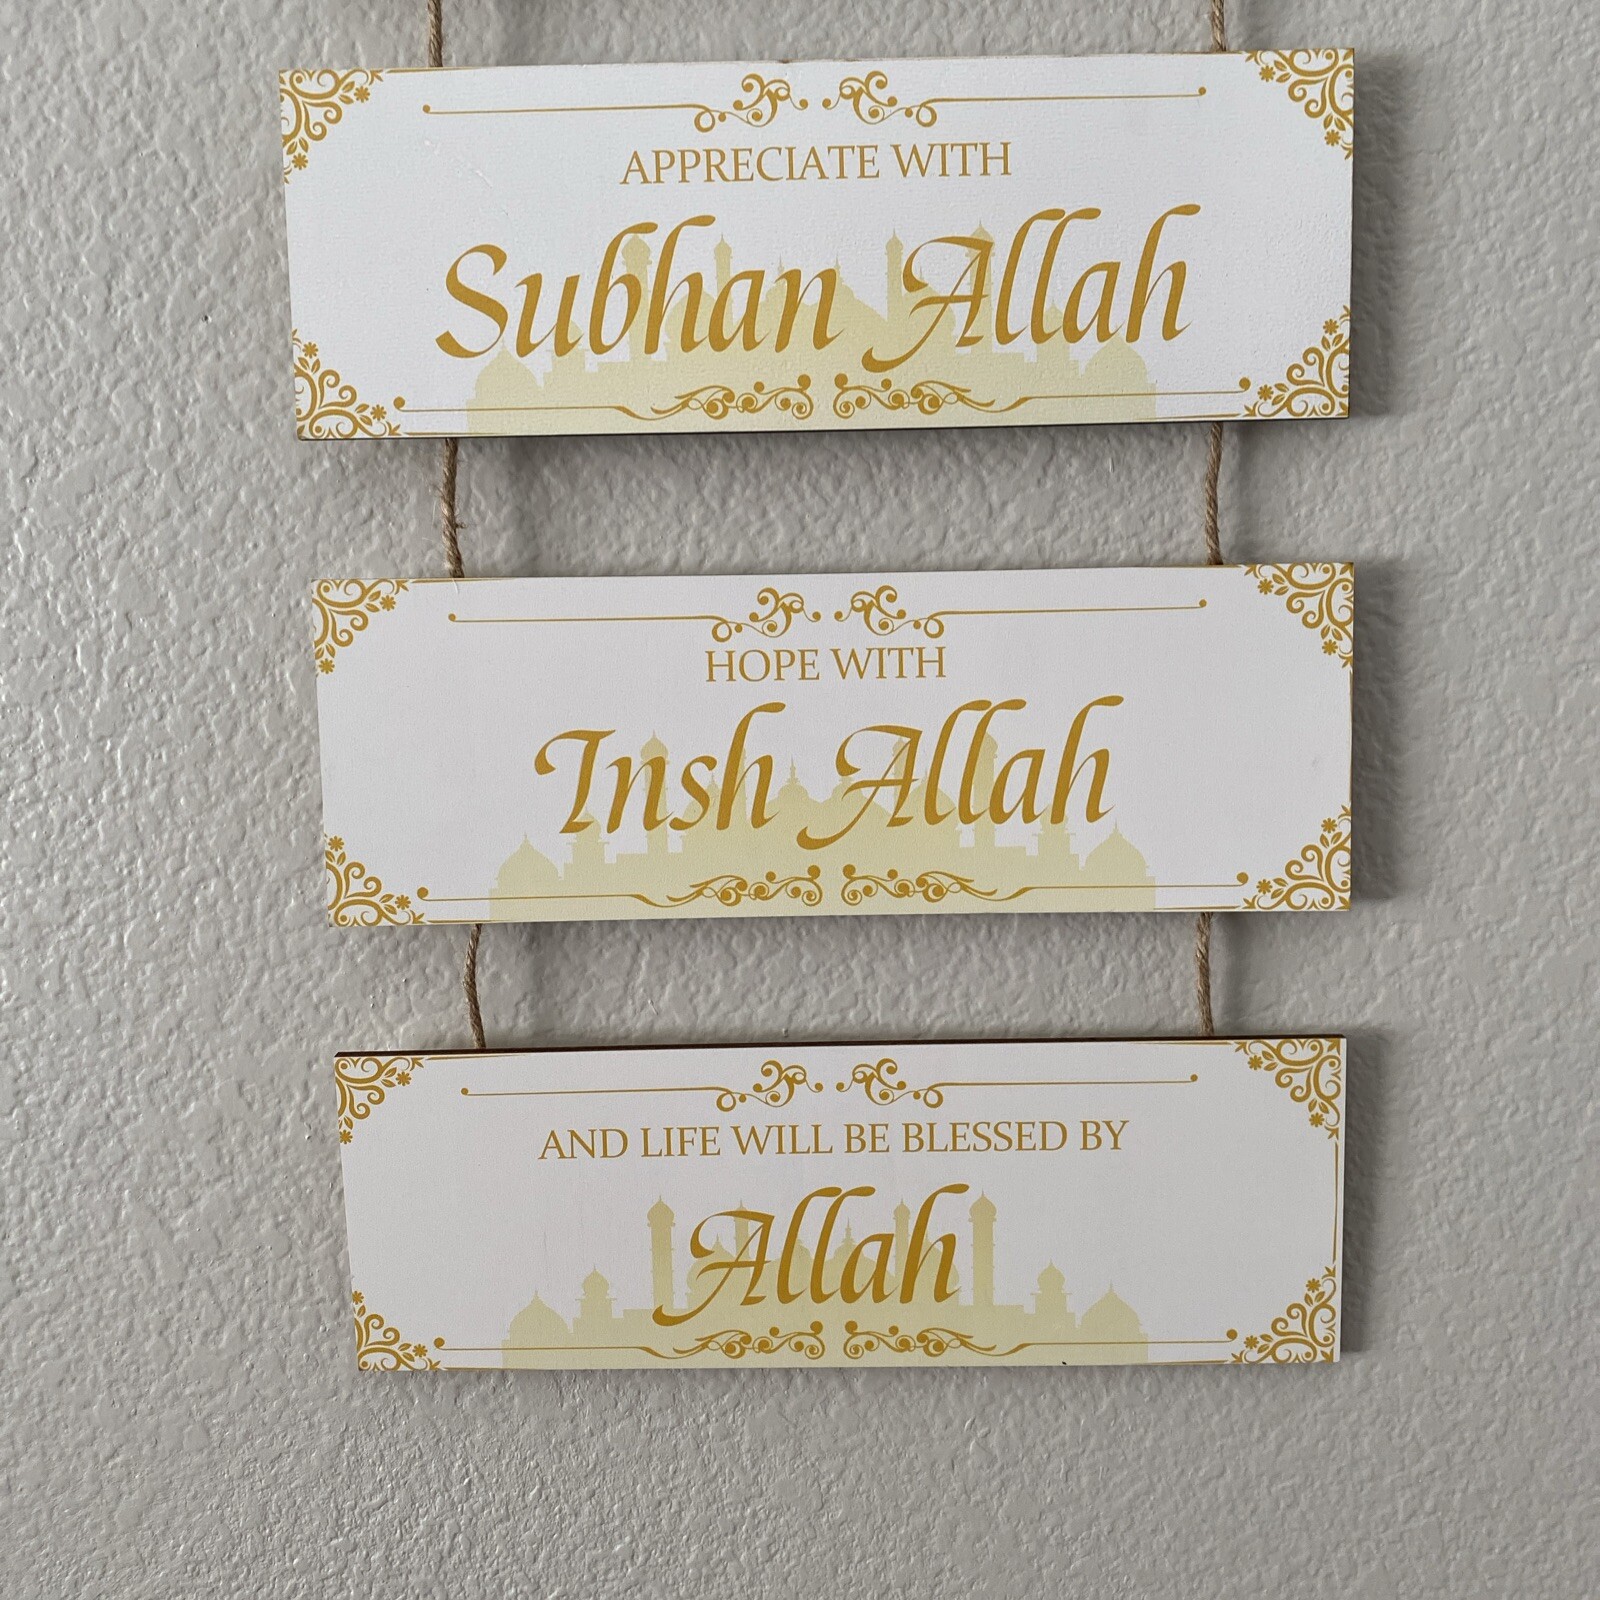 APPRECIATE WITH
Subhan Allah
HOPE WITH
Insh Allah
AND LIFE WILL BE BLESSED BY
Allah